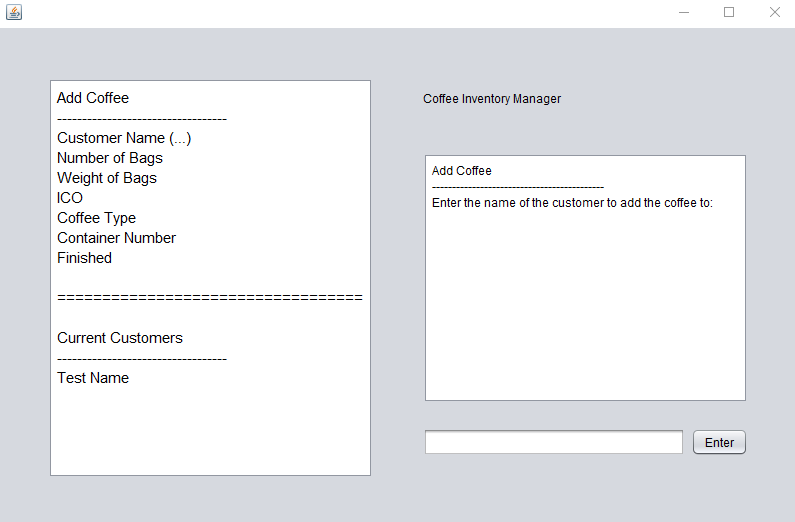 Add Coffee
----------------------------------
Customer Name (...)
Number of Bags
Weight of Bags
ICO
Coffee Type
Container Number
Finished
==================================
Current Customers
----------------------------------
Test Name
Coffee Inventory Manager
Add Coffee
-------------------------------------------
Enter the name of the customer to add the coffee to:
Enter